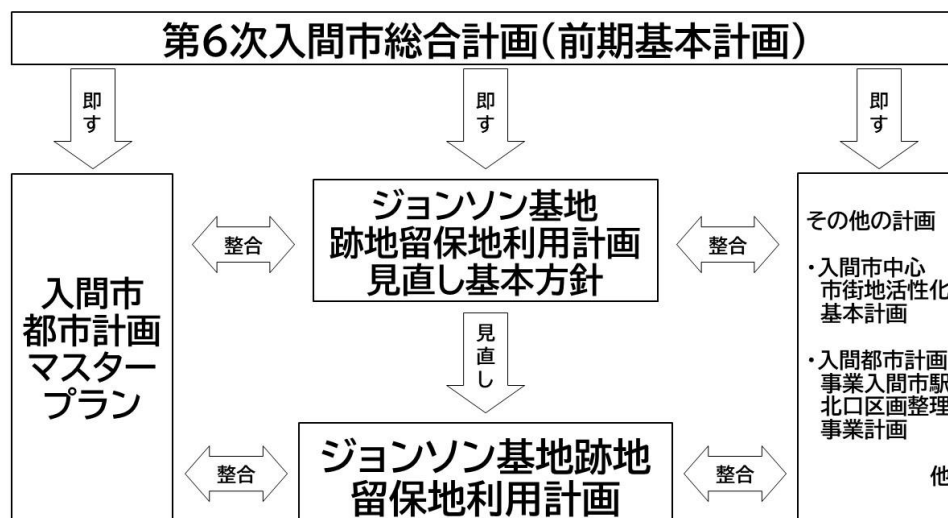 第6次入間市総合計画(前期基本計画)
即す
即す
即す
入間市
都市計画
マスター
プラン
整合
ジョンソン基地
跡地留保地利用計画
見直し基本方針
整合
見直し
整合
ジョンソン基地跡地
留保地利用計画
整合
その他の計画
・入間市中心
市街地活性化
基本計画
・入間都市計画
事業入間市駅
北口区画整理
事業計画
他